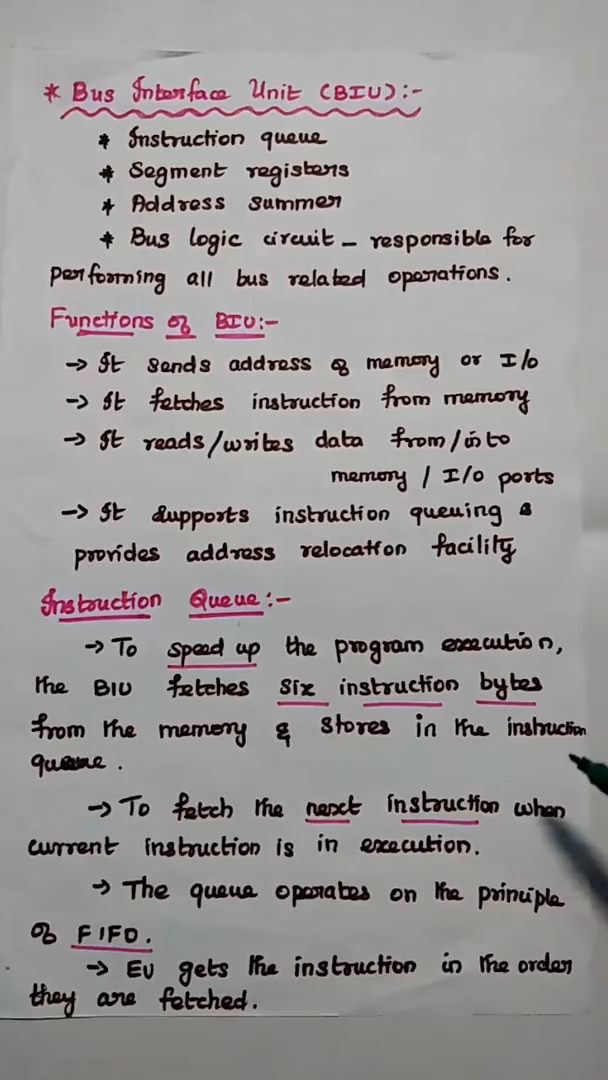 * Bus Interface Unit (BIU):-
* Instruction queue
* Segment registers
* Address summer
* Bus logic circuit - responsible for
performing all bus related operations.
Functions of BIU:-
→ It sends address of memory or I/O
→ It fetches instruction from memory
→ It reads/writes data from/into
memory / I/O ports
→ It supports instruction queuing &
provides address relocation facility
Instruction Queue:-
→ To speed up the program execution,
the BIU fetches six instruction bytes
from the memory & stores in the instruction
queue.
→ To fetch the next instruction when
current instruction is in execution.
→ The queue operates on the principle
of FIFO.
→ EU gets the instruction in the order
they are fetched.